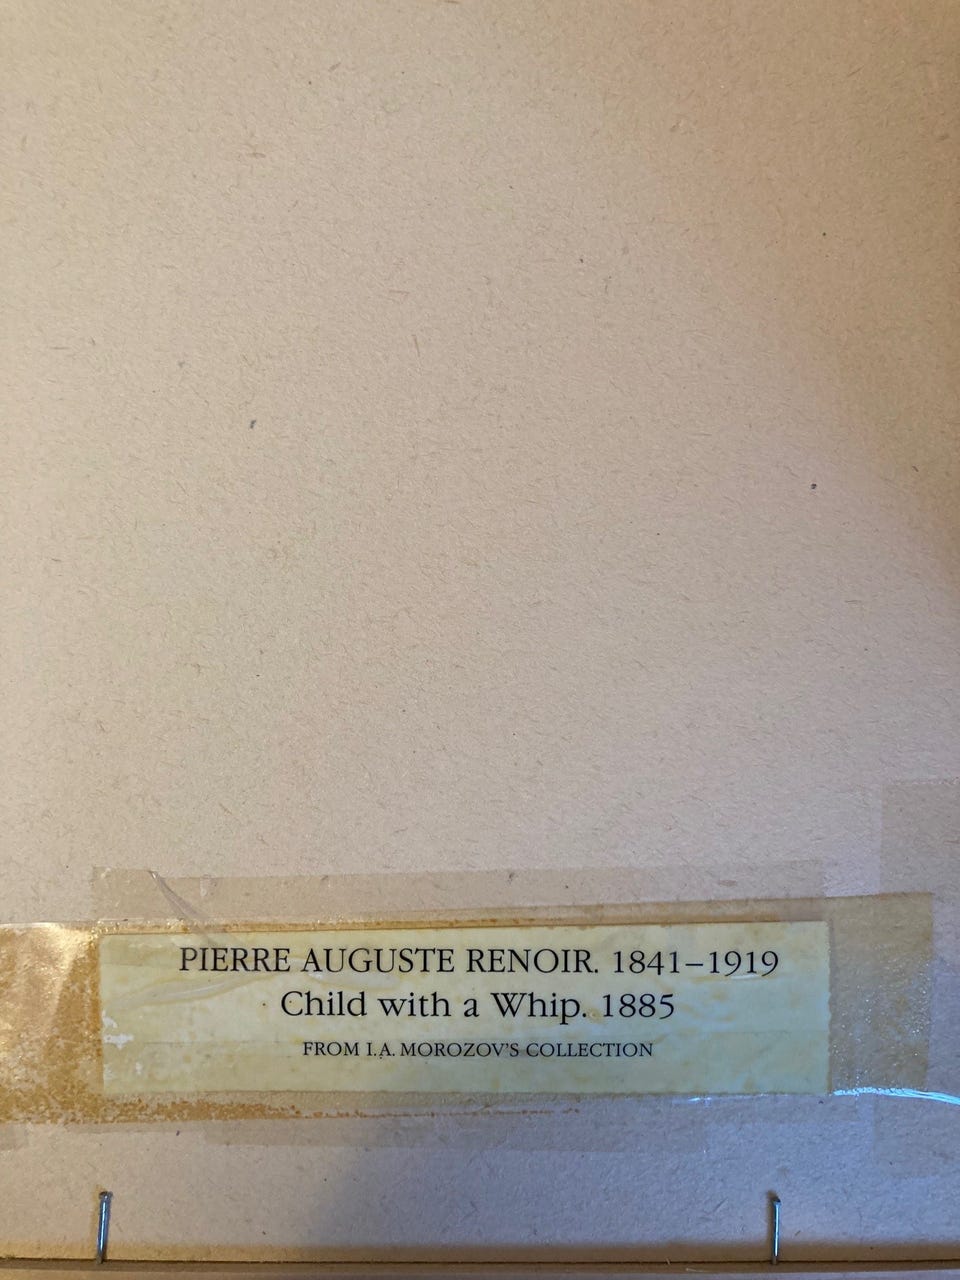 PIERRE AUGUSTE RENOIR. 1841–1919
Child with a Whip. 1885
FROM I.A. MOROZOV'S COLLECTION